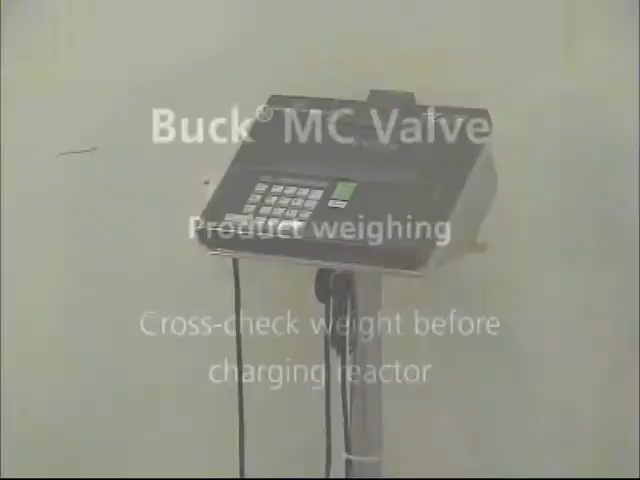 Buck® MC Valve
Product weighing
Cross-check weight before
charging reactor